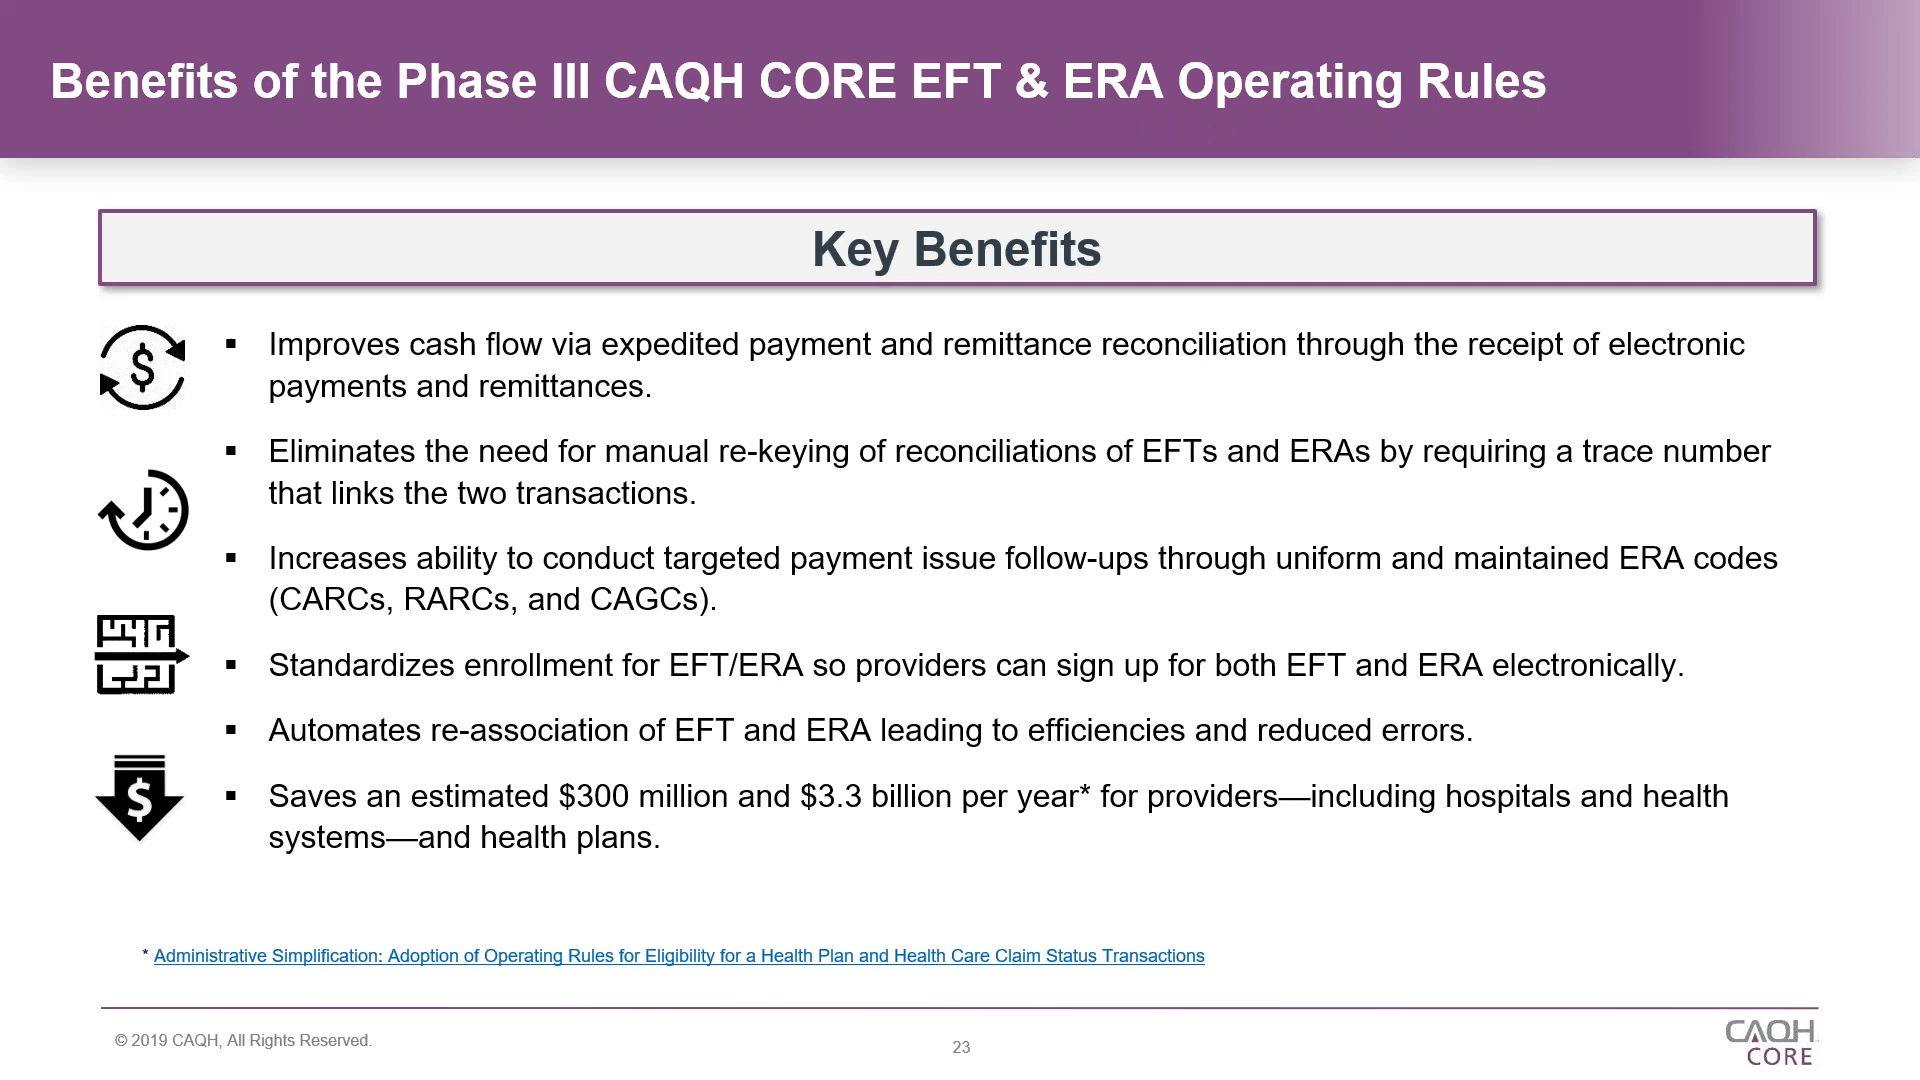 Benefits of the Phase III CAQH CORE EFT & ERA Operating Rules
Key Benefits
▪ Improves cash flow via expedited payment and remittance reconciliation through the receipt of electronic
payments and remittances.
▪ Eliminates the need for manual re-keying of reconciliations of EFTs and ERAs by requiring a trace number
that links the two transactions.
▪ Increases ability to conduct targeted payment issue follow-ups through uniform and maintained ERA codes
(CARCs, RARCs, and CAGCs).
▪ Standardizes enrollment for EFT/ERA so providers can sign up for both EFT and ERA electronically.
▪ Automates re-association of EFT and ERA leading to efficiencies and reduced errors.
▪ Saves an estimated $300 million and $3.3 billion per year* for providers—including hospitals and health
systems—and health plans.
* Administrative Simplification: Adoption of Operating Rules for Eligibility for a Health Plan and Health Care Claim Status Transactions
© 2019 CAQH, All Rights Reserved.
23
CAQH
CORE